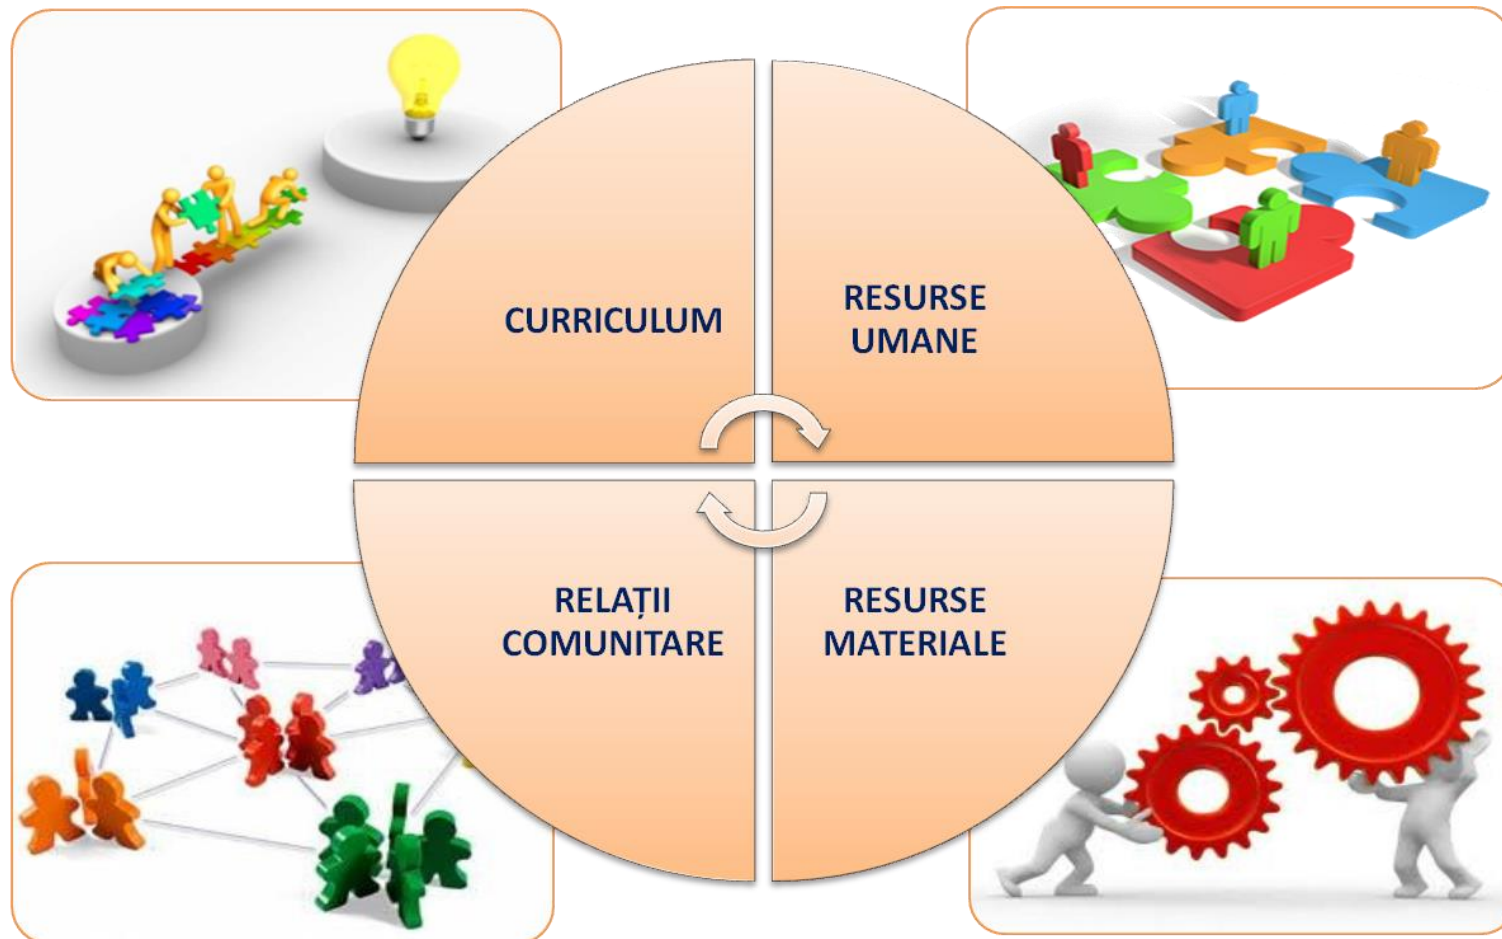 CURRICULUM
RESURSE
UMANE
RELAȚII
COMUNITARE
RESURSE
MATERIALE